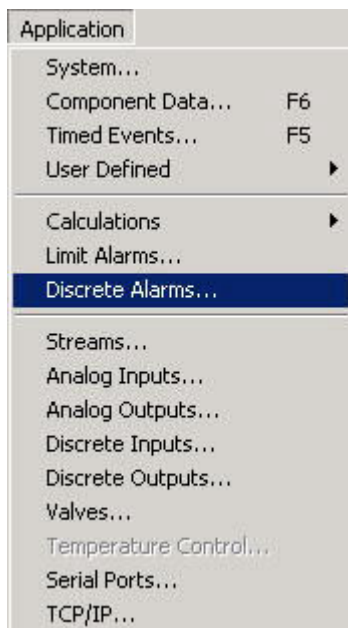 Application
System...
Component Data... F6
Timed Events... F5
User Defined
Calculations
Limit Alarms...
Discrete Alarms...
Streams...
Analog Inputs...
Analog Outputs...
Discrete Inputs...
Discrete Outputs...
Valves...
Temperature Control...
Serial Ports...
TCP/IP...